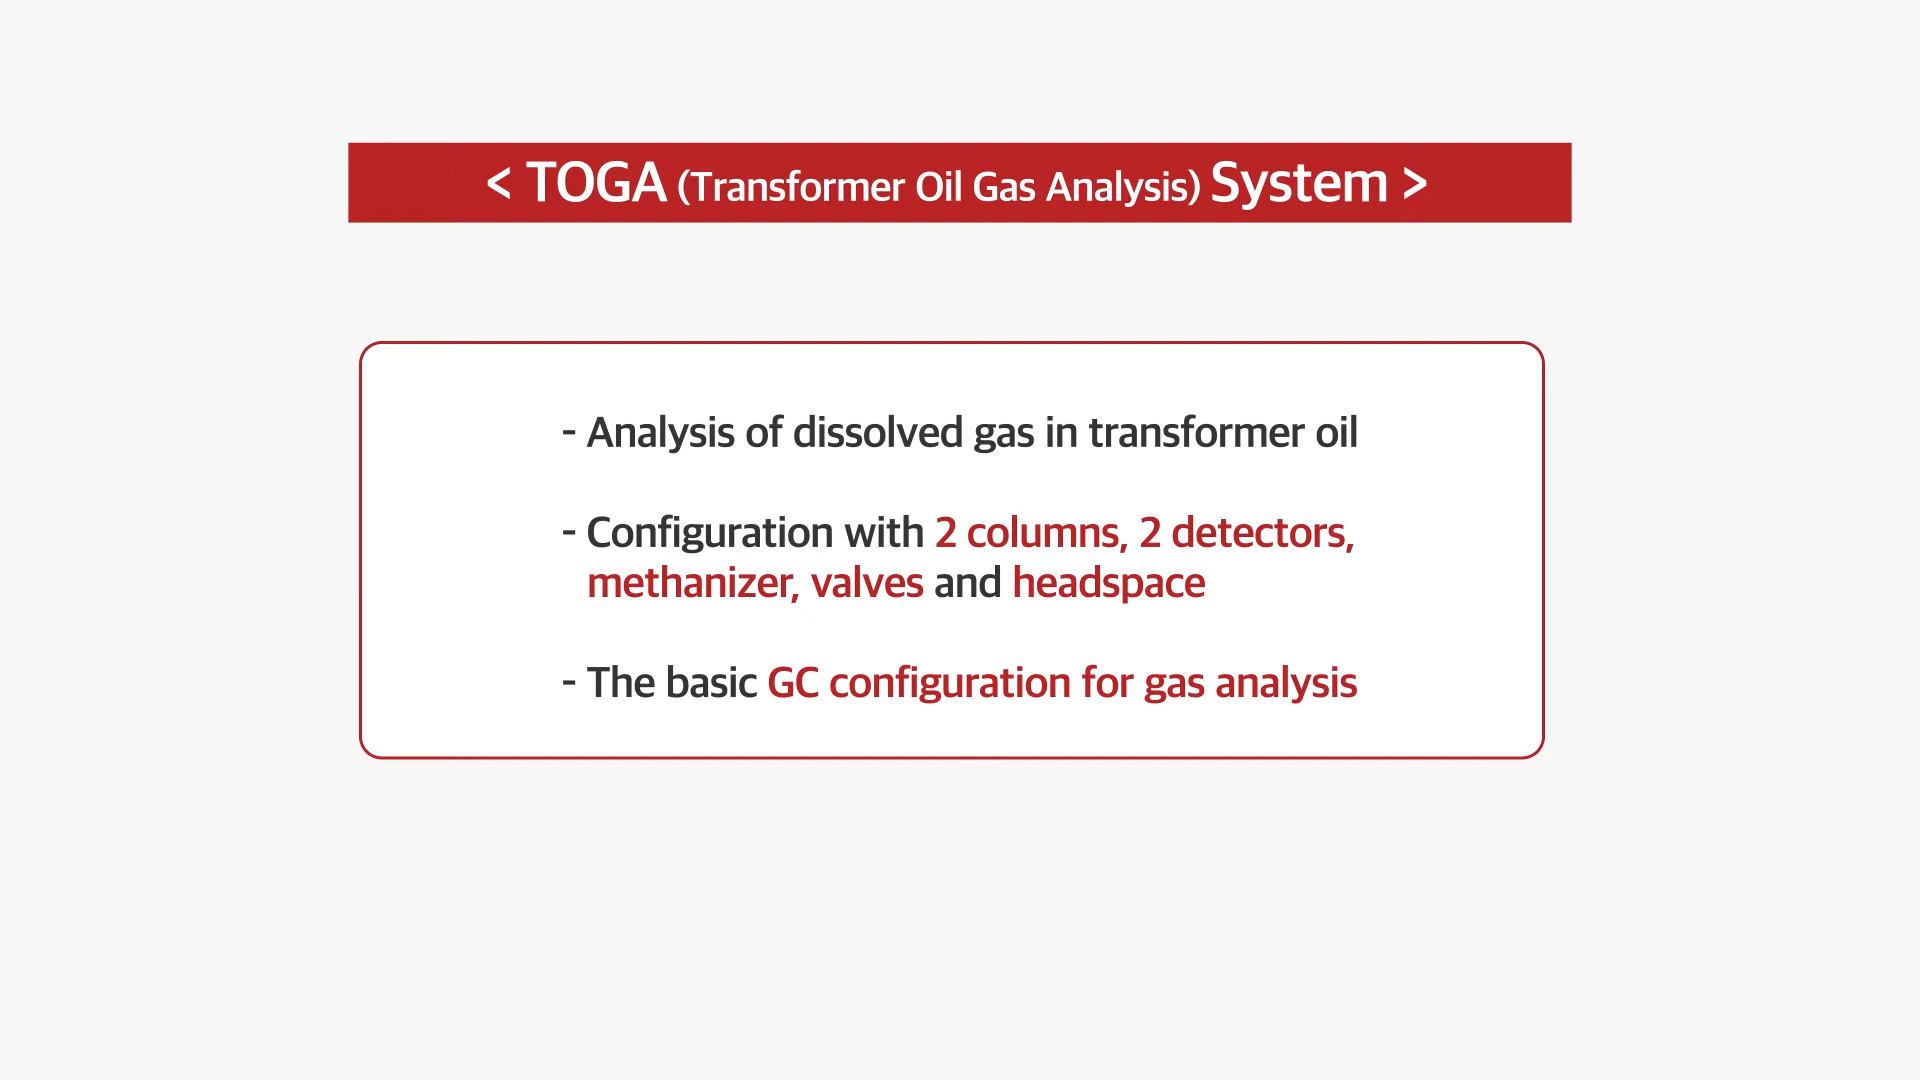 < TOGA (Transformer Oil Gas Analysis) System >
- Analysis of dissolved gas in transformer oil
- Configuration with 2 columns, 2 detectors,
methanizer, valves and headspace
- The basic GC configuration for gas analysis